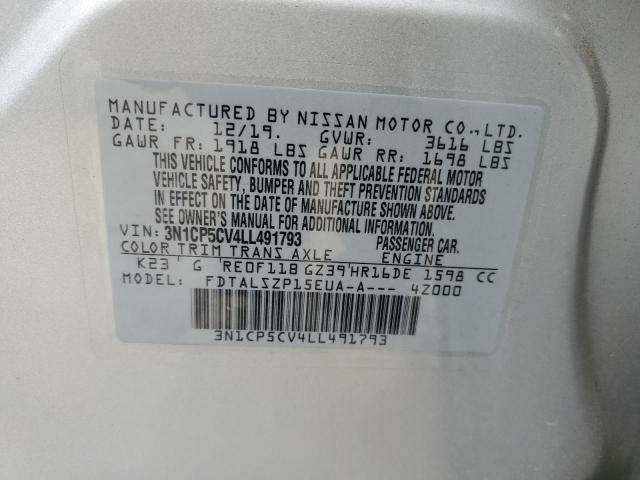 MANUFACTURED BY NISSAN MOTOR CO.,LTD.
DATE: 12/19. GVWR: 3616 LBS
GAWR FR: 1918 LBS GAWR RR: 1698 LBS
THIS VEHICLE CONFORMS TO ALL APPLICABLE FEDERAL MOTOR
VEHICLE SAFETY, BUMPER AND THEFT PREVENTION STANDARDS
IN EFFECT ON THE DATE OF MANUFACTURE SHOWN ABOVE.
SEE OWNER'S MANUAL FOR ADDITIONAL INFORMATION.
VIN: 3N1CP5CV4LL491793 PASSENGER CAR.
COLOR TRIM TRANS AXLE ENGINE
K23 ' G 'RE0F11B GZ39'HR16DE 1598 CC
MODEL: FDTALSZP15EUA-A--- 4Z000
3N1CP5CV4LL491793